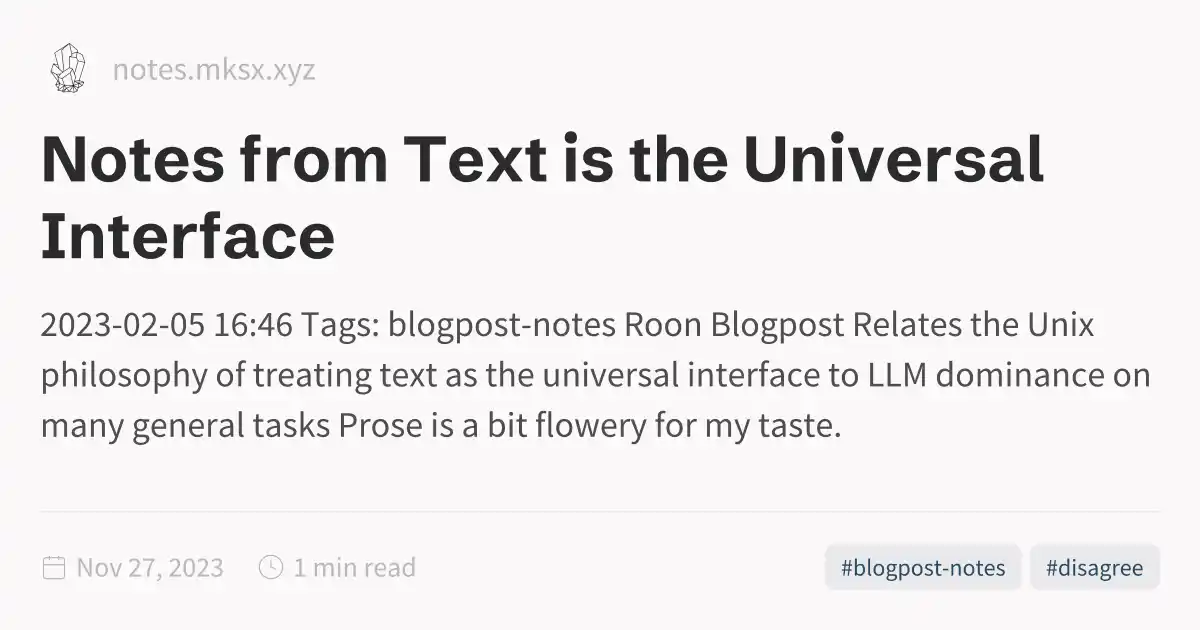 notes.mksx.xyz
Notes from Text is the Universal
Interface
2023-02-05 16:46 Tags: blogpost-notes Roon Blogpost Relates the Unix
philosophy of treating text as the universal interface to LLM dominance on
many general tasks Prose is a bit flowery for my taste.
Nov 27, 2023 1 min read #blogpost-notes #disagree